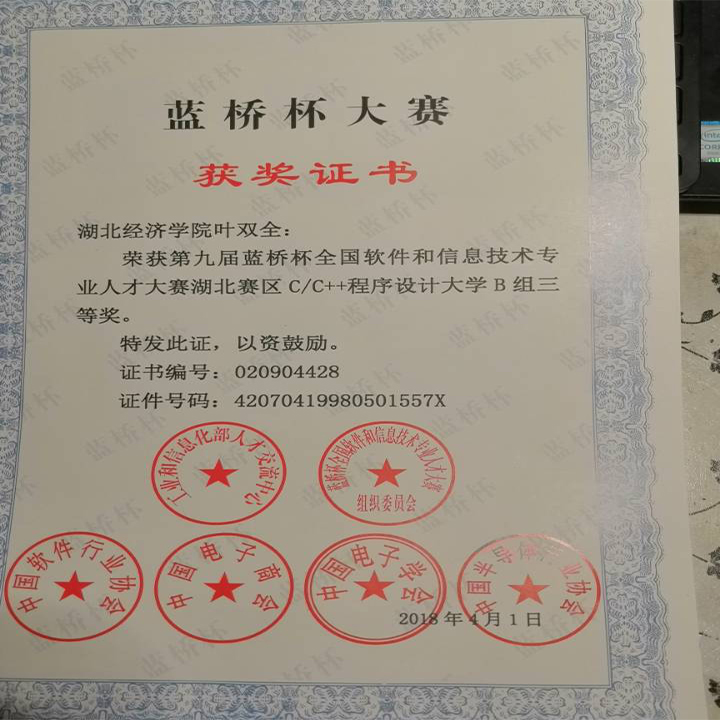 蓝桥杯大赛
获奖证书
湖北经济学院叶双全:
荣获第九届蓝桥杯全国软件和信息技术专
业人才大赛湖北赛区C/C++程序设计大学B组三
等奖。
特发此证，以资鼓励。
证书编号：020904428
证件号码：42070419980501557X
工业和信息化部人才交流中心
蓝桥杯全国软件和信息技术专业人才大赛
组织委员会
中国软件行业协会
中国电子商会
中国电子学会
中国半导体行业协会
2018年4月1日
intel